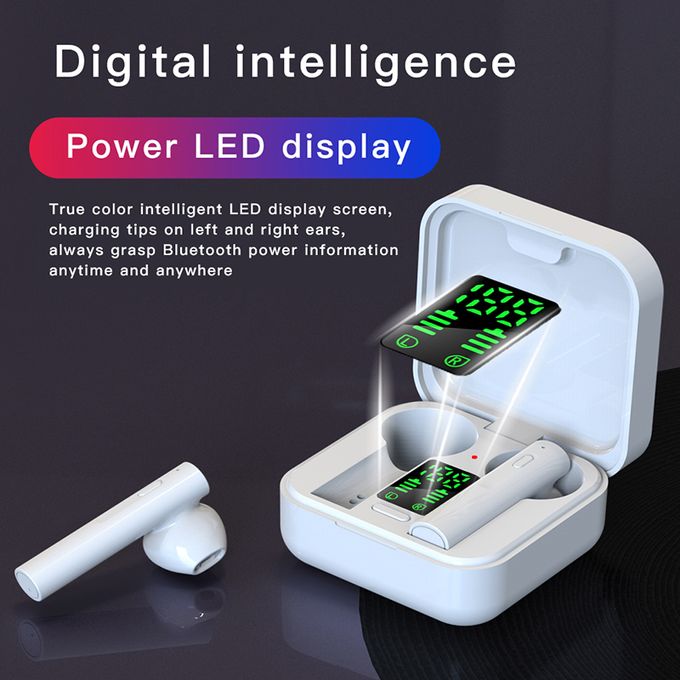 Digital intelligence
Power LED display
True color intelligent LED display screen,
charging tips on left and right ears,
always grasp Bluetooth power information
anytime and anywhere
188
L
R